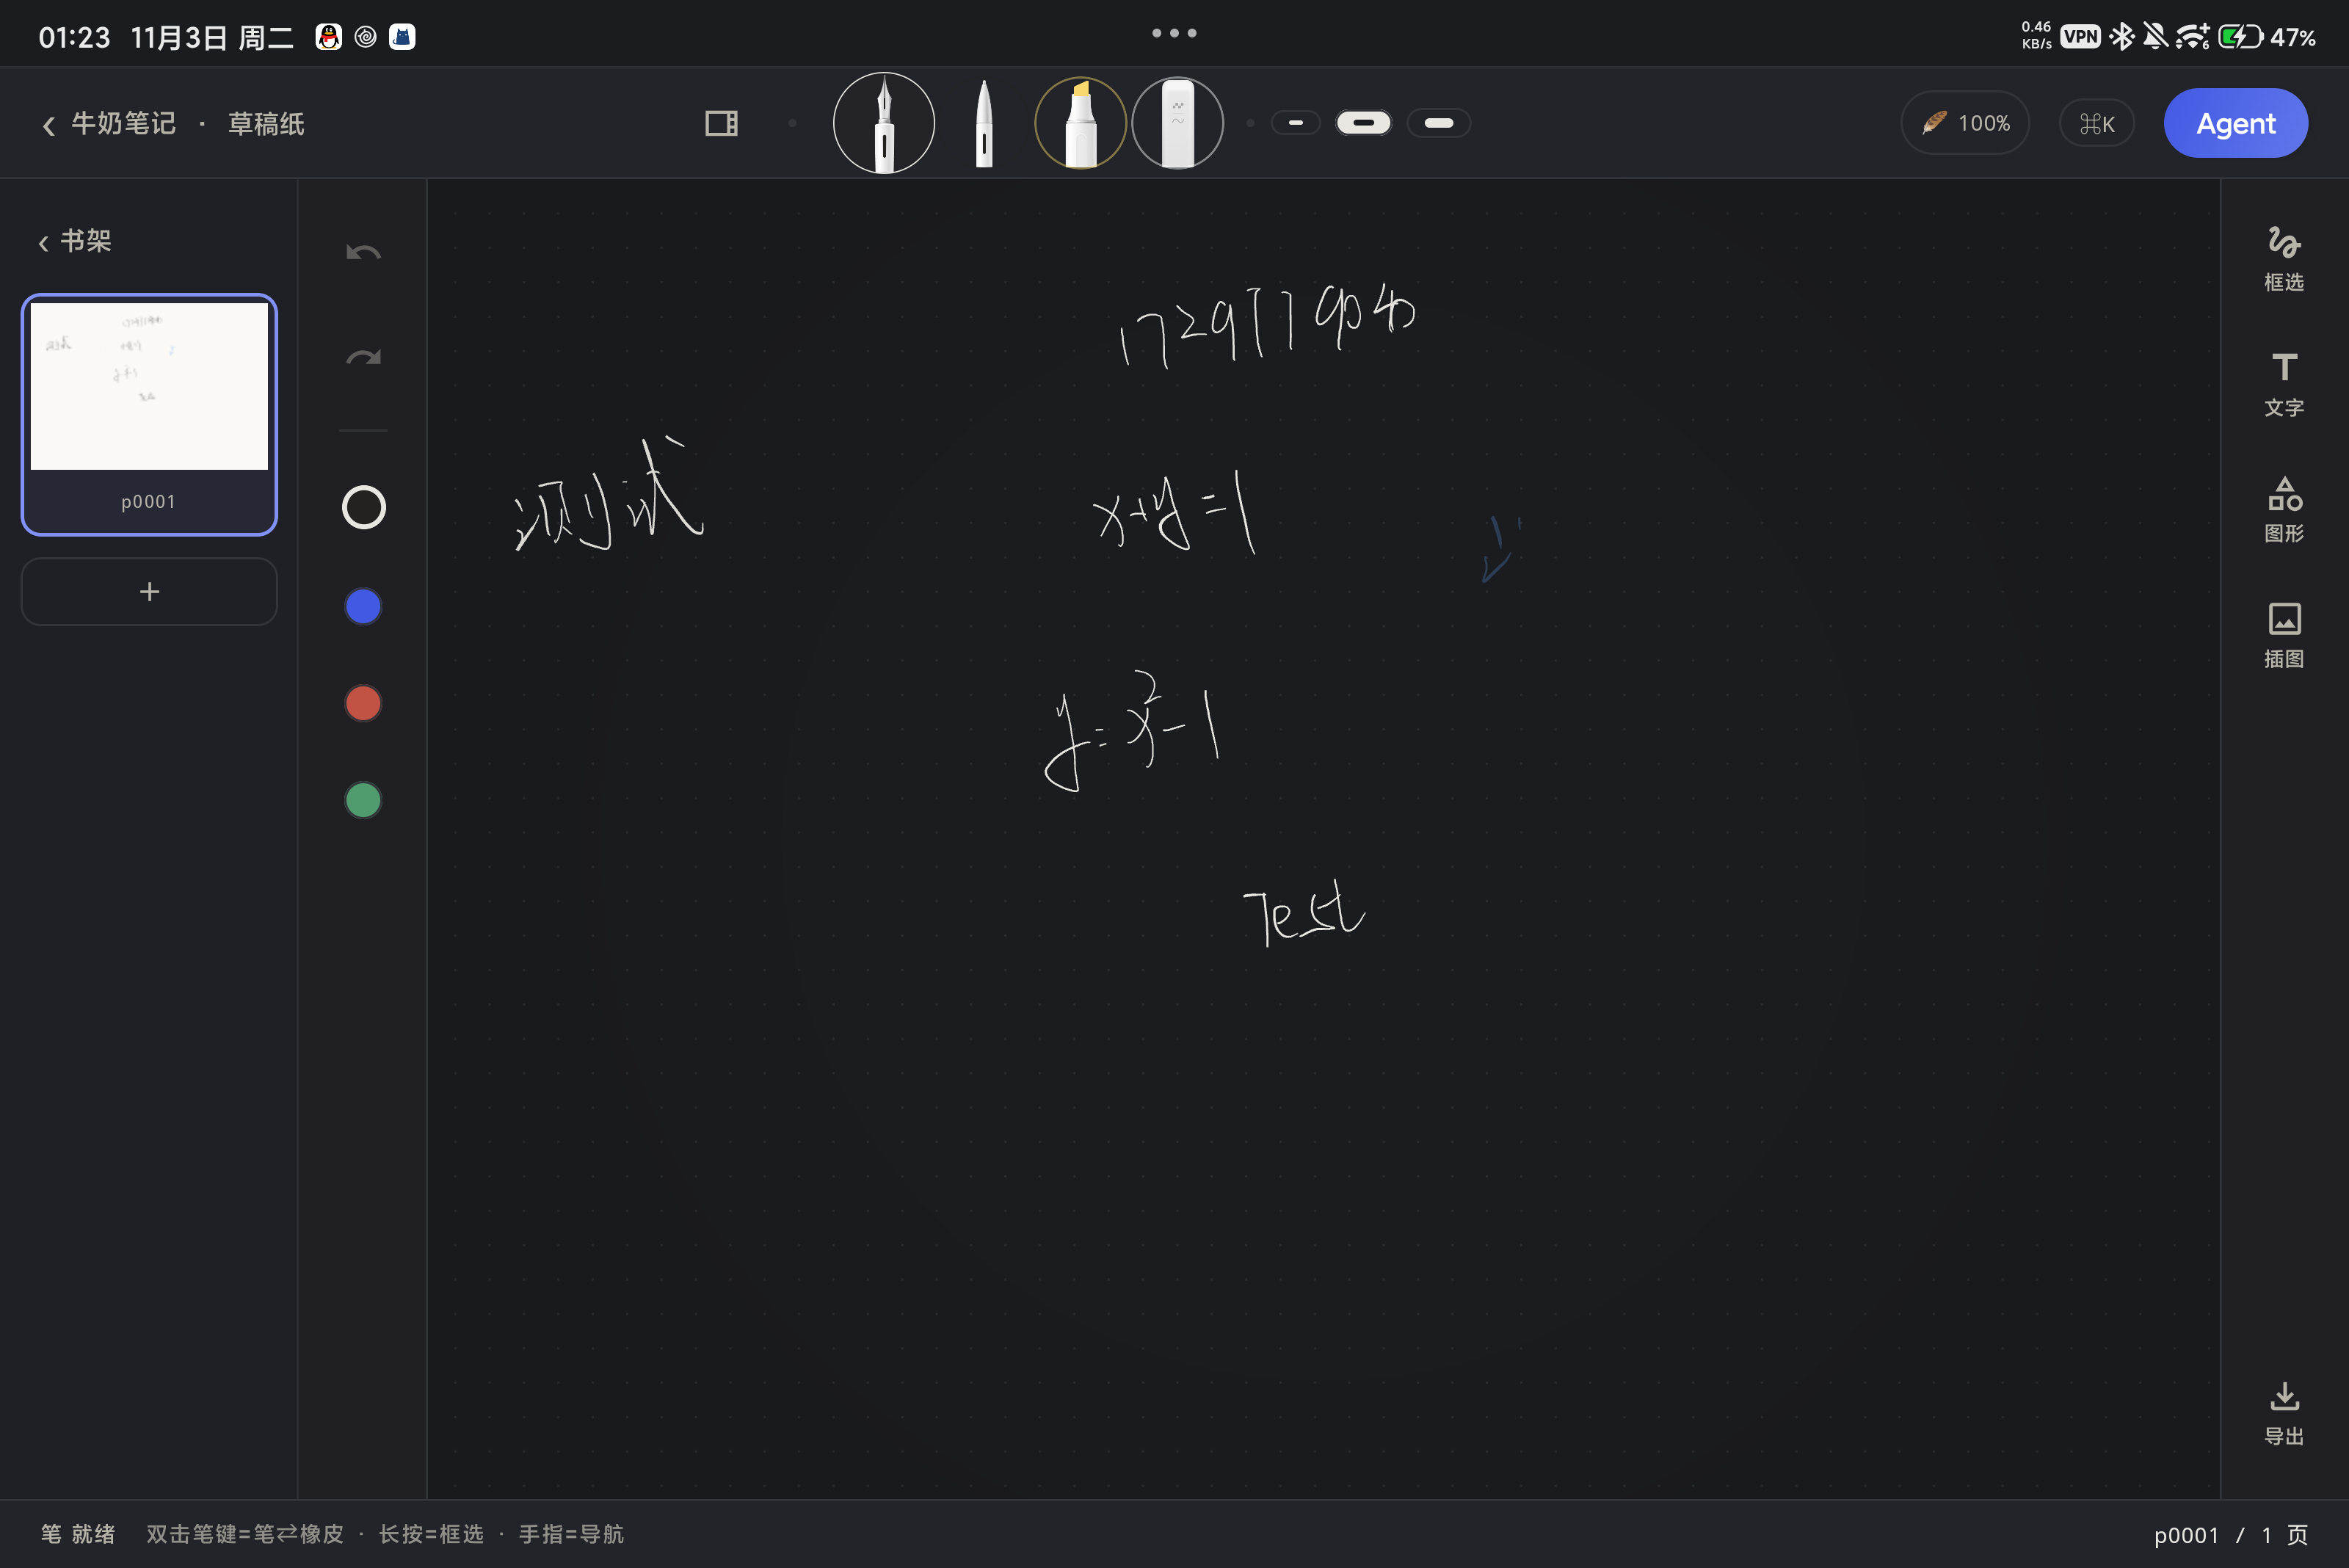 01:23 11月3日 周二
0.46 KB/s VPN 6 47%
牛奶笔记 · 草稿纸
100% ⌘K Agent
书架
p0001
+
测试
x+y=1
y=x²-1
Test
框选
文字
图形
插图
导出
笔 就绪 双击笔键=笔⇄橡皮 · 长按=框选 · 手指=导航
p0001 / 1 页